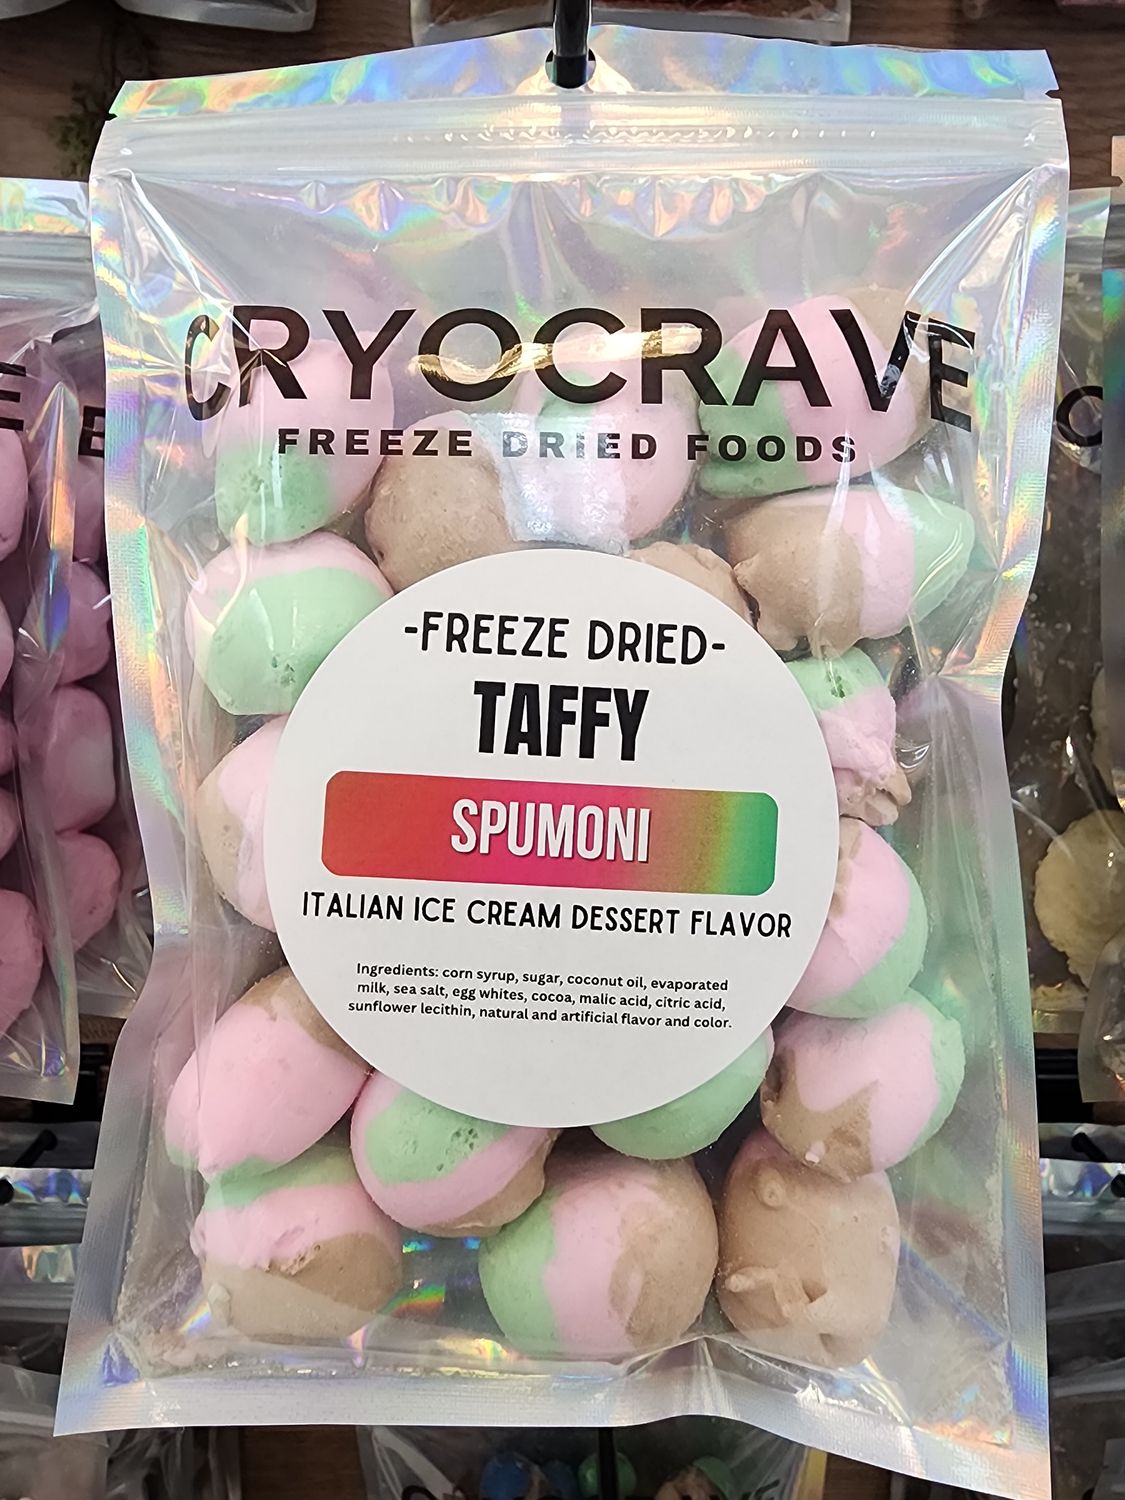 CRYOCRAVE
FREEZE DRIED FOODS
-FREEZE DRIED-
TAFFY
SPUMONI
ITALIAN ICE CREAM DESSERT FLAVOR
Ingredients: corn syrup, sugar, coconut oil, evaporated
milk, sea salt, egg whites, cocoa, malic acid, citric acid,
sunflower lecithin, natural and artificial flavor and color.